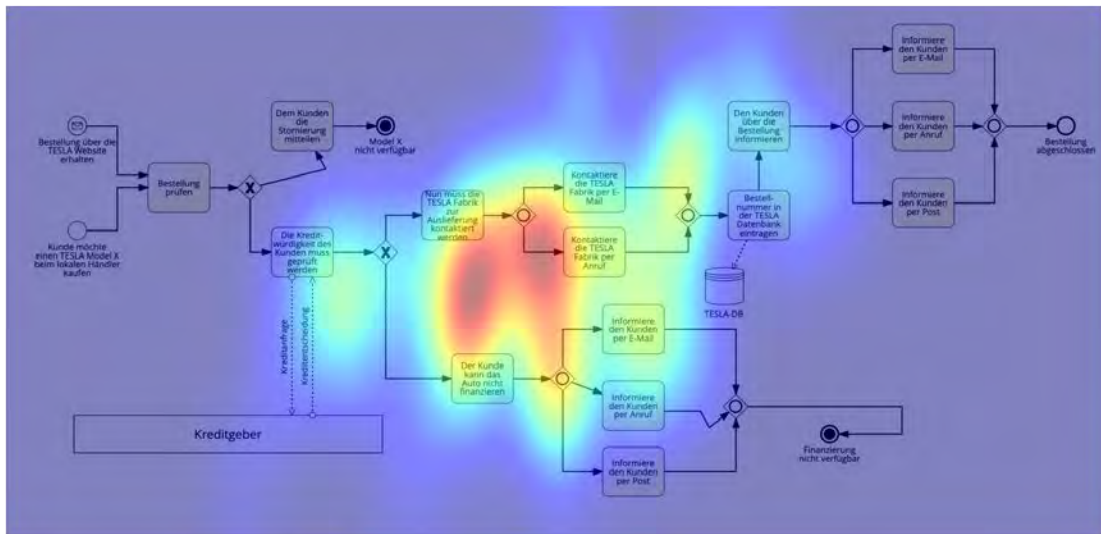 Bestellung über die
TESLA Website
erhalten
Kunde möchte
einen TESLA Model X
beim lokalen Händler
kaufen
Bestellung
prüfen
X
Dem Kunden
die
Stornierung
mitteilen
Model X
nicht verfügbar
Die Kredit-
würdigkeit des
Kunden muss
geprüft
werden
X
Kreditanfrage
Kreditentscheidung
Kreditgeber
Nun muss die
TESLA Fabrik
zur
Auslieferung
kontaktiert
werden
Kontaktiere
die TESLA
Fabrik per E-
Mail
Kontaktiere
die TESLA
Fabrik per
Anruf
Bestell-
nummer in
der TESLA
Datenbank
eintragen
TESLA-DB
Den Kunden
über die
Bestellung
informieren
Informiere
den Kunden
per E-Mail
Informiere
den Kunden
per Anruf
Informiere
den Kunden
per Post
Bestellung
abgeschlossen
Der Kunde
kann das
Auto nicht
finanzieren
Informiere
den Kunden
per E-Mail
Informiere
den Kunden
per Anruf
Informiere
den Kunden
per Post
Finanzierung
nicht verfügbar